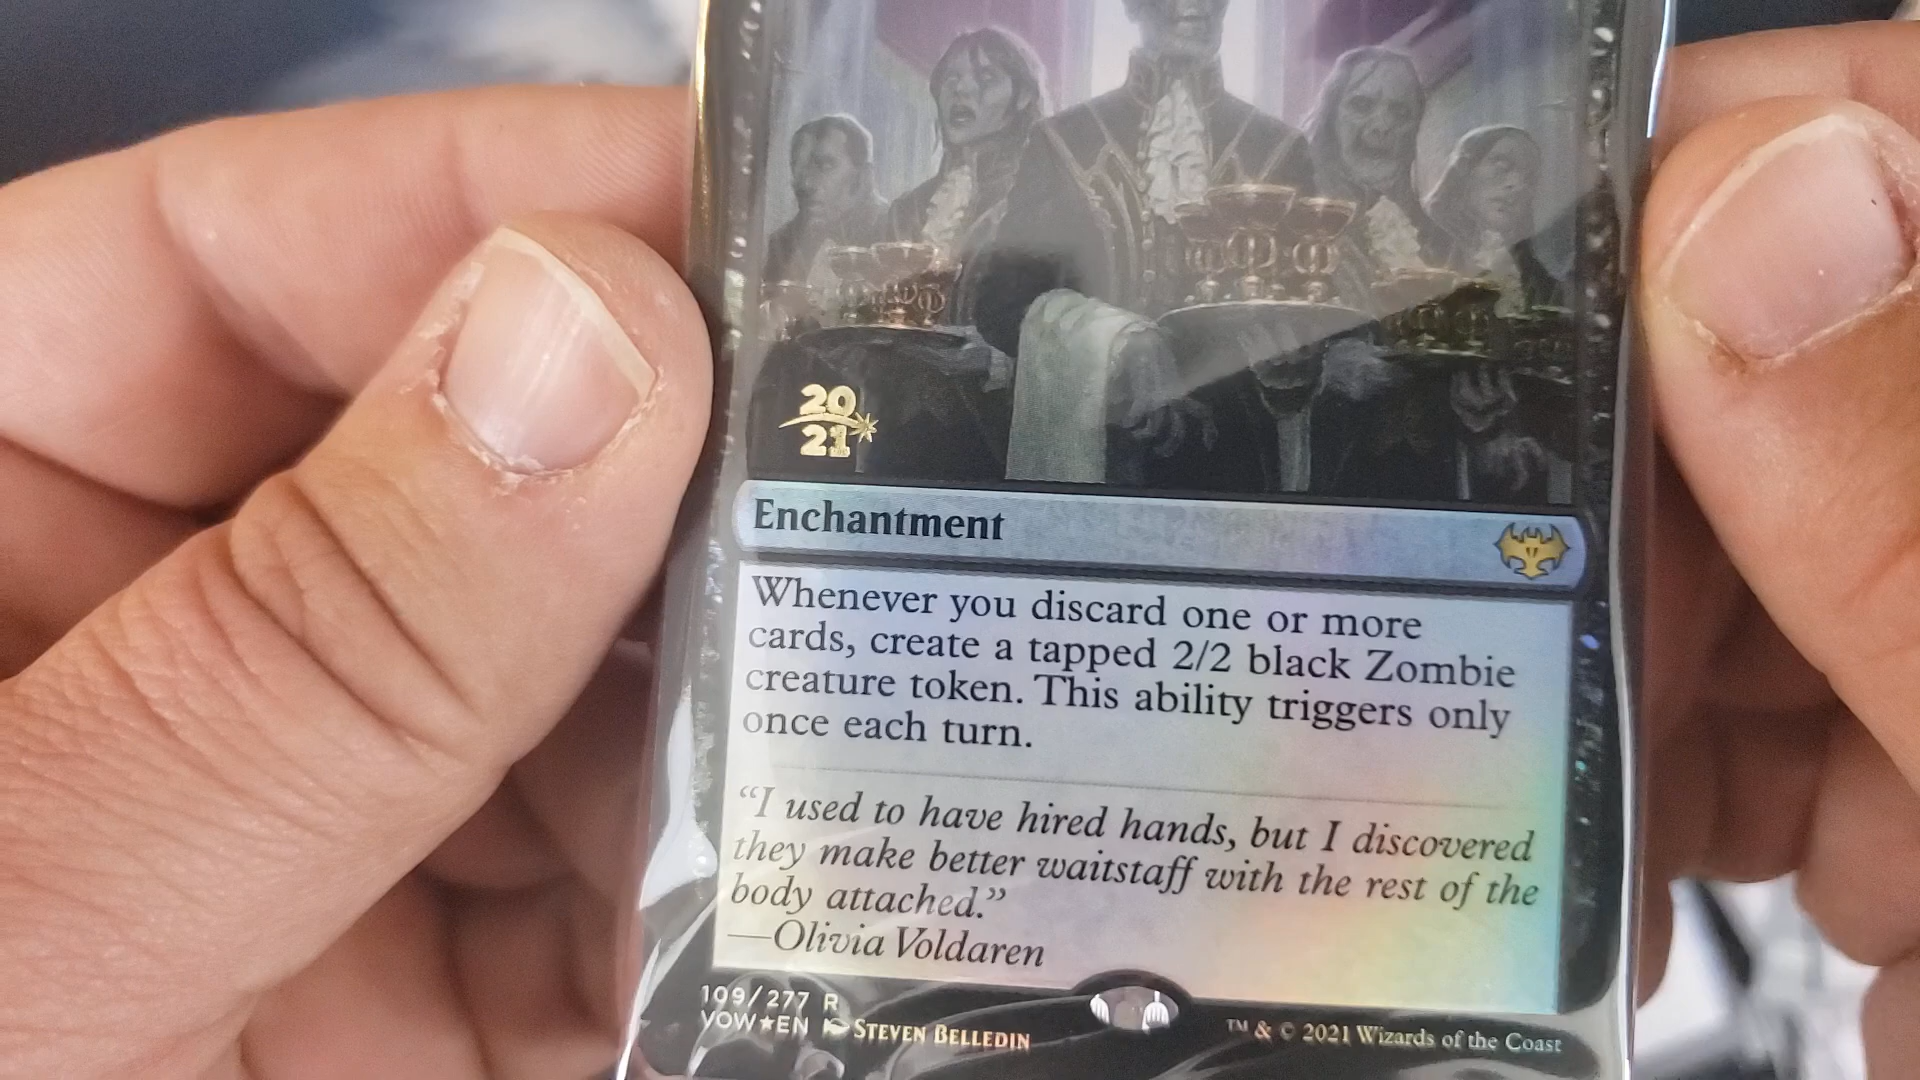 20
21
Enchantment
Whenever you discard one or more
cards, create a tapped 2/2 black Zombie
creature token. This ability triggers only
once each turn.
“I used to have hired hands, but I discovered
they make better waitstaff with the rest of the
body attached.”
—Olivia Voldaren
109/277 R
VOW★EN STEVEN BELLEDIN
™ & © 2021 Wizards of the Coast